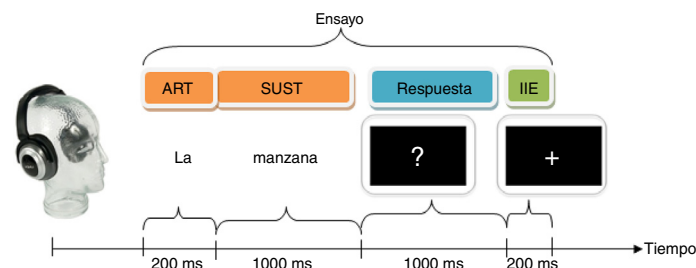 Ensayo
ART SUST Respuesta IIE
La manzana ? +
Tiempo
200 ms 1000 ms 1000 ms 200 ms